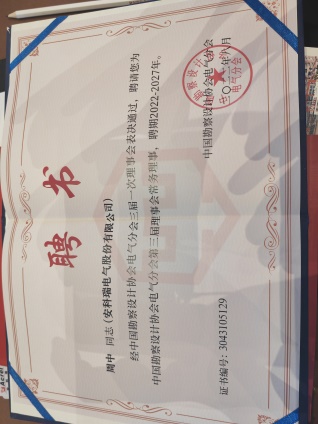 聘书
周中 同志(安科瑞电气股份有限公司)
经中国勘察设计协会电气分会三届一次理事会表决通过,聘请您为
中国勘察设计协会电气分会第三届理事会常务理事,聘期2022-2027年。
中国勘察设计协会电气分会
二〇二二年八月
证书编号:3043105129
电气分会
Acrel